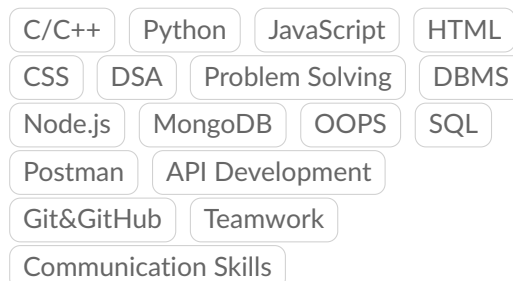 C/C++ Python JavaScript HTML
CSS DSA Problem Solving DBMS
Node.js MongoDB OOPS SQL
Postman API Development
Git&GitHub Teamwork
Communication Skills